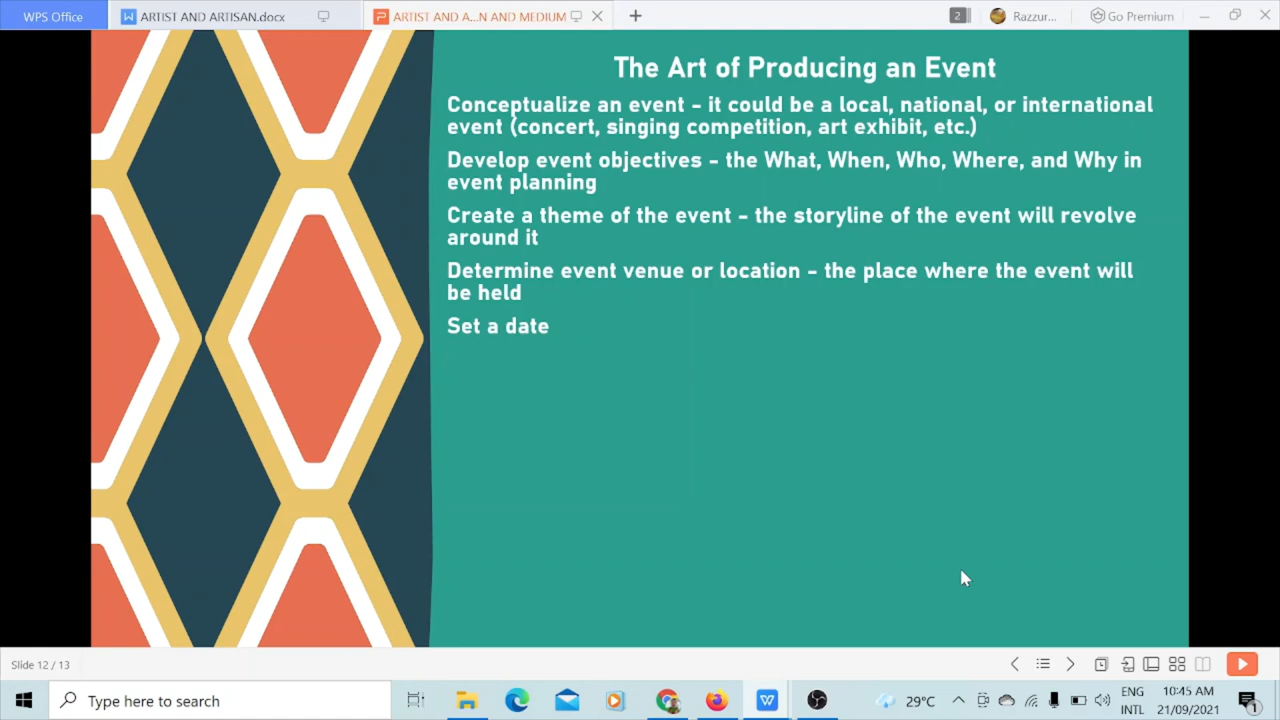 WPS Office
ARTIST AND ARTISAN.docx
ARTIST AND A...N AND MEDIUM
2
Razzur...
Go Premium
The Art of Producing an Event
Conceptualize an event - it could be a local, national, or international
event (concert, singing competition, art exhibit, etc.)
Develop event objectives - the What, When, Who, Where, and Why in
event planning
Create a theme of the event - the storyline of the event will revolve
around it
Determine event venue or location - the place where the event will
be held
Set a date
Slide 12 / 13
Type here to search
29°C
ENG
INTL
10:45 AM
21/09/2021
1